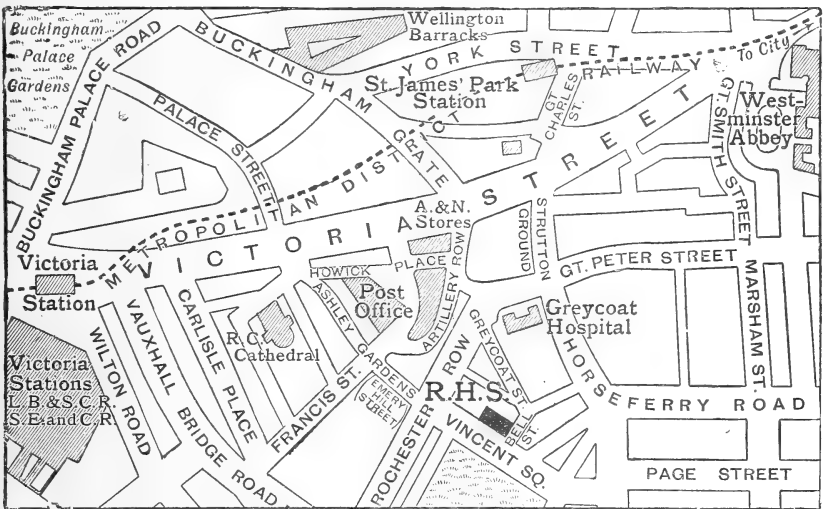 Buckingham
Palace
Gardens
BUCKINGHAM PALACE ROAD
BUCKINGHAM GATE
Wellington
Barracks
YORK STREET
St. James' Park
Station
GT. CHARLES ST.
RAILWAY
To City
GT. SMITH STREET
West-
minster
Abbey
PALACE STREET
METROPOLITAN DISTRICT
VICTORIA STREET
A. & N.
Stores
STRUTTON
GROUND
GT. PETER STREET
MARSHAM ST.
Victoria
Station
HOWICK PLACE
Post
Office
ARTILLERY ROW
ASHLEY GARDENS
Greycoat
Hospital
GREYCOAT ST.
R.C.
Cathedral
CARLISLE PLACE
VAUXHALL BRIDGE ROAD
WILTON ROAD
Victoria
Stations
L.B. & S.C.R.
S.E. and C.R.
FRANCIS ST.
EMERY
HILL
STREET
ROCHESTER ROW
R.H.S.
BELL ST.
VINCENT SQ.
HORSEFERRY ROAD
PAGE STREET